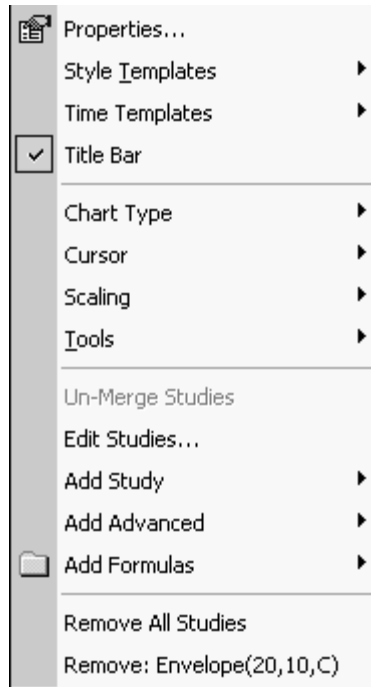 Properties...
Style Templates
Time Templates
Title Bar
Chart Type
Cursor
Scaling
Tools
Un-Merge Studies
Edit Studies...
Add Study
Add Advanced
Add Formulas
Remove All Studies
Remove: Envelope(20,10,C)